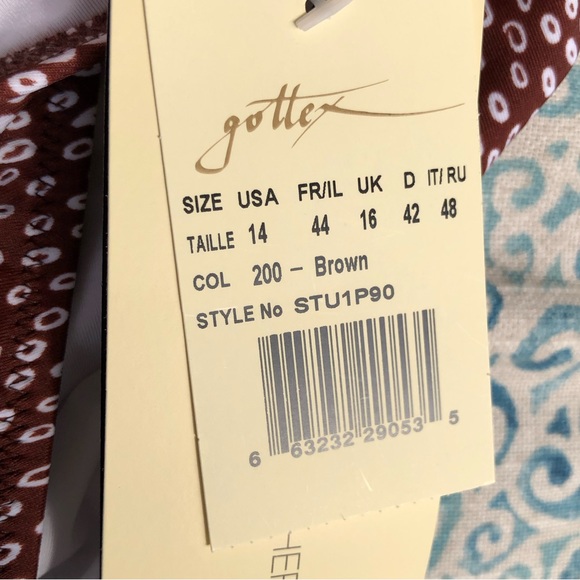 gottex
SIZE USA FR/IL UK D IT/RU
TAILLE 14 44 16 42 48
COL 200 – Brown
STYLE No STU1P90
6 63232 29053 5